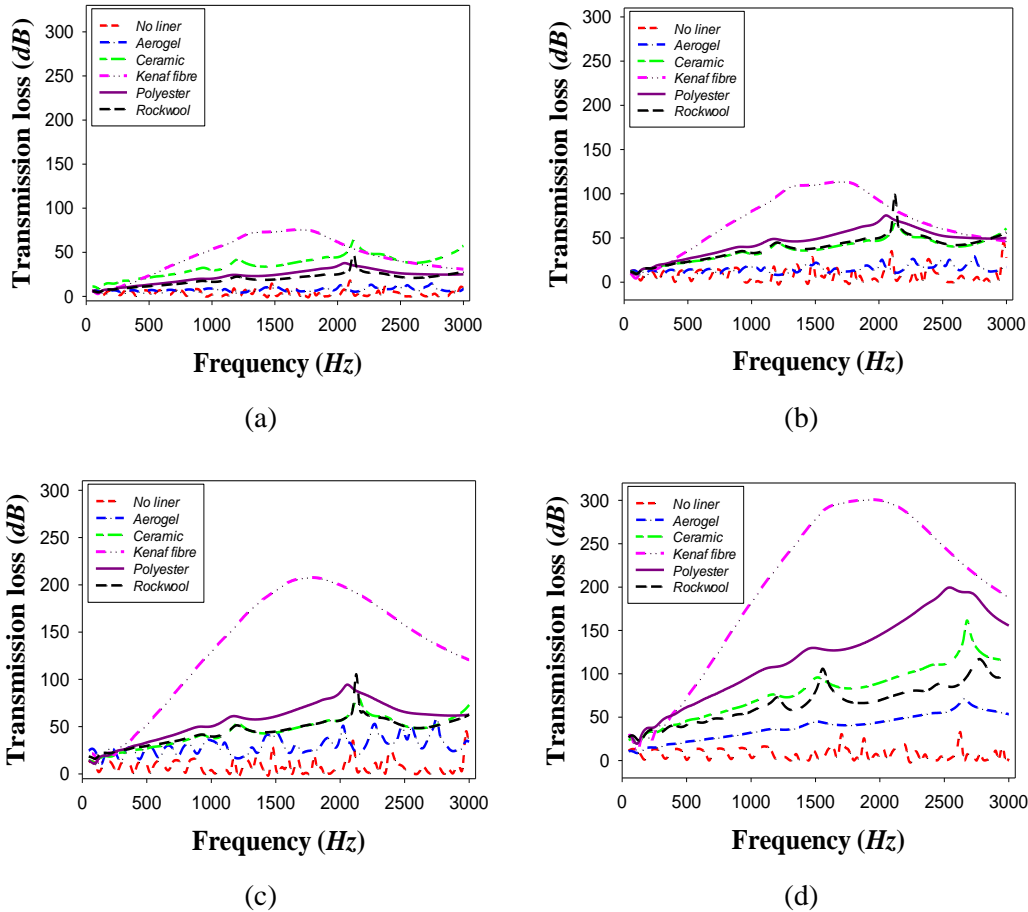 Transmission loss (dB)
300
250
200
150
100
50
0
No liner
Aerogel
Ceramic
Kenaf fibre
Polyester
Rockwool
0 500 1000 1500 2000 2500 3000
Frequency (Hz)
(a)
Transmission loss (dB)
300
250
200
150
100
50
0
No liner
Aerogel
Ceramic
Kenaf fibre
Polyester
Rockwool
0 500 1000 1500 2000 2500 3000
Frequency (Hz)
(b)
Transmission loss (dB)
300
250
200
150
100
50
0
No liner
Aerogel
Ceramic
Kenaf fibre
Polyester
Rockwool
0 500 1000 1500 2000 2500 3000
Frequency (Hz)
(c)
Transmission loss (dB)
300
250
200
150
100
50
0
No liner
Aerogel
Ceramic
Kenaf fibre
Polyester
Rockwool
0 500 1000 1500 2000 2500 3000
Frequency (Hz)
(d)